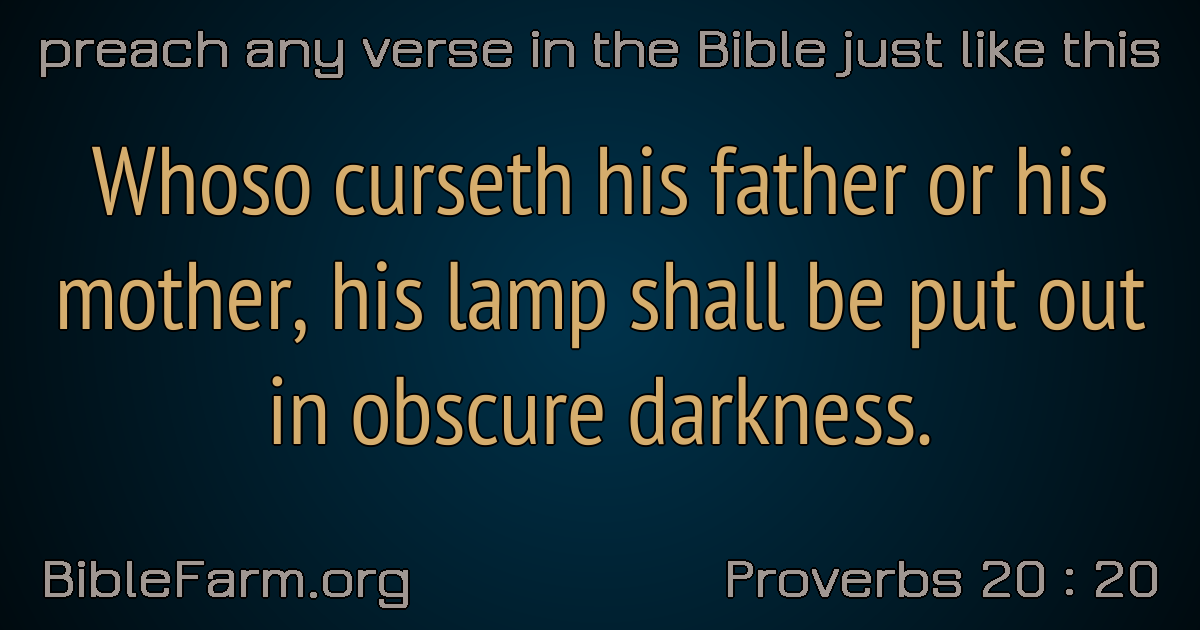 preach any verse in the Bible just like this
Whoso curseth his father or his
mother, his lamp shall be put out
in obscure darkness.
BibleFarm.org
Proverbs 20 : 20